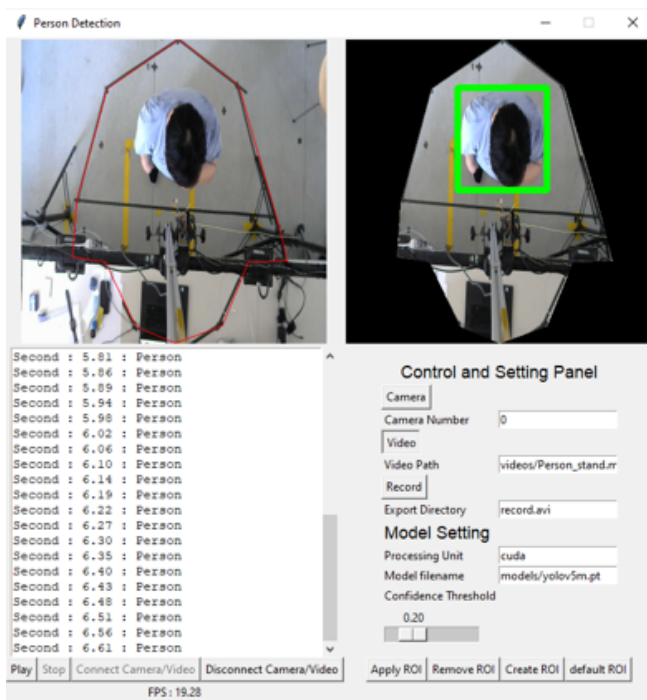 Person Detection
Second : 5.81 : Person
Second : 5.86 : Person
Second : 5.89 : Person
Second : 5.94 : Person
Second : 5.98 : Person
Second : 6.02 : Person
Second : 6.06 : Person
Second : 6.10 : Person
Second : 6.14 : Person
Second : 6.19 : Person
Second : 6.22 : Person
Second : 6.27 : Person
Second : 6.30 : Person
Second : 6.35 : Person
Second : 6.40 : Person
Second : 6.43 : Person
Second : 6.48 : Person
Second : 6.51 : Person
Second : 6.56 : Person
Second : 6.61 : Person
Control and Setting Panel
Camera
Camera Number 0
Video
Video Path videos/Person_stand.m
Record
Export Directory record.avi
Model Setting
Processing Unit cuda
Model filename models/yolov5m.pt
Confidence Threshold
0.20
Play Stop Connect Camera/Video Disconnect Camera/Video Apply ROI Remove ROI Create ROI default ROI
FPS : 19.28